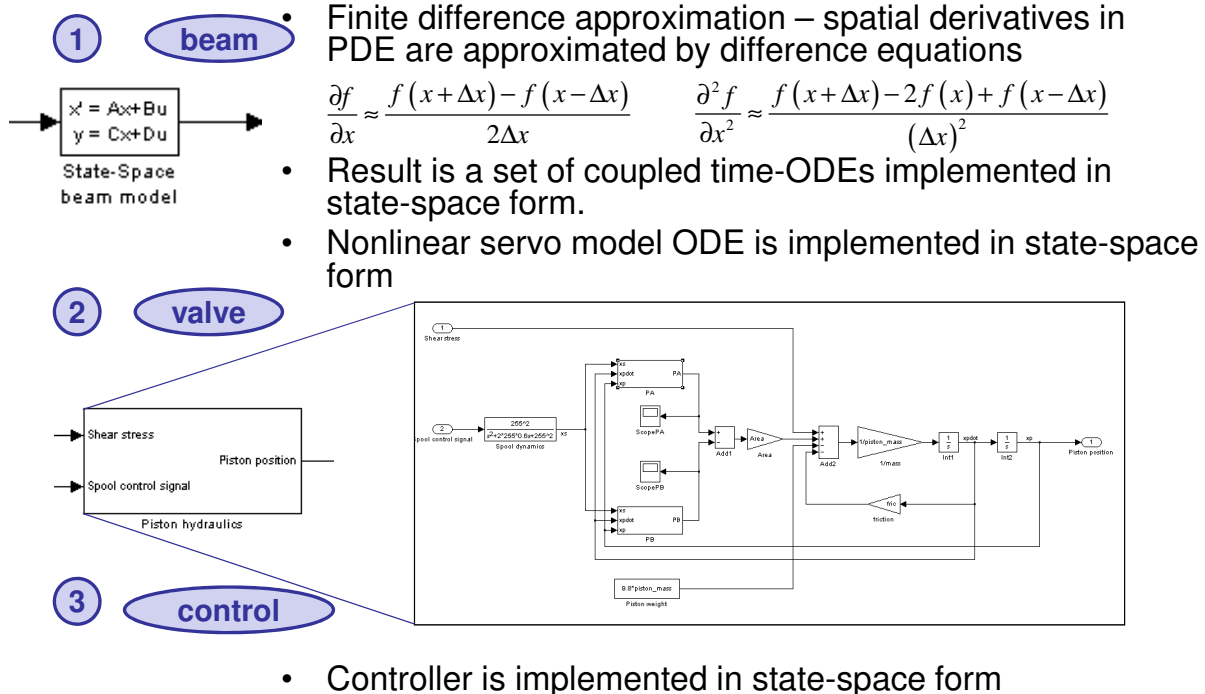 • Finite difference approximation – spatial derivatives in
PDE are approximated by difference equations
1 beam
∂f/∂x ≈ (f(x+Δx)−f(x−Δx))/(2Δx)   ∂²f/∂x² ≈ (f(x+Δx)−2f(x)+f(x−Δx))/(Δx)²
x' = Ax+Bu
y = Cx+Du
State-Space
beam model
• Result is a set of coupled time-ODEs implemented in
state-space form.
• Nonlinear servo model ODE is implemented in state-space
form
2 valve
Shear stress
Spool control signal
Piston position
Piston hydraulics
1
Shear stress
2
pool control signal
255^2
s^2+2*255*0.6s+255^2
Spool dynamics
xs
xs
xpdot
xp
PA
PA
ScopePA
ScopePB
xs
xpdot
xp
PB
PB
Add1
Area
Area
Add2
1/piston_mass
1/mass
1
s
Int1
xpdot
1
s
Int2
xp
1
Piston position
fric
friction
9.8*piston_mass
Piston weight
3 control
• Controller is implemented in state-space form